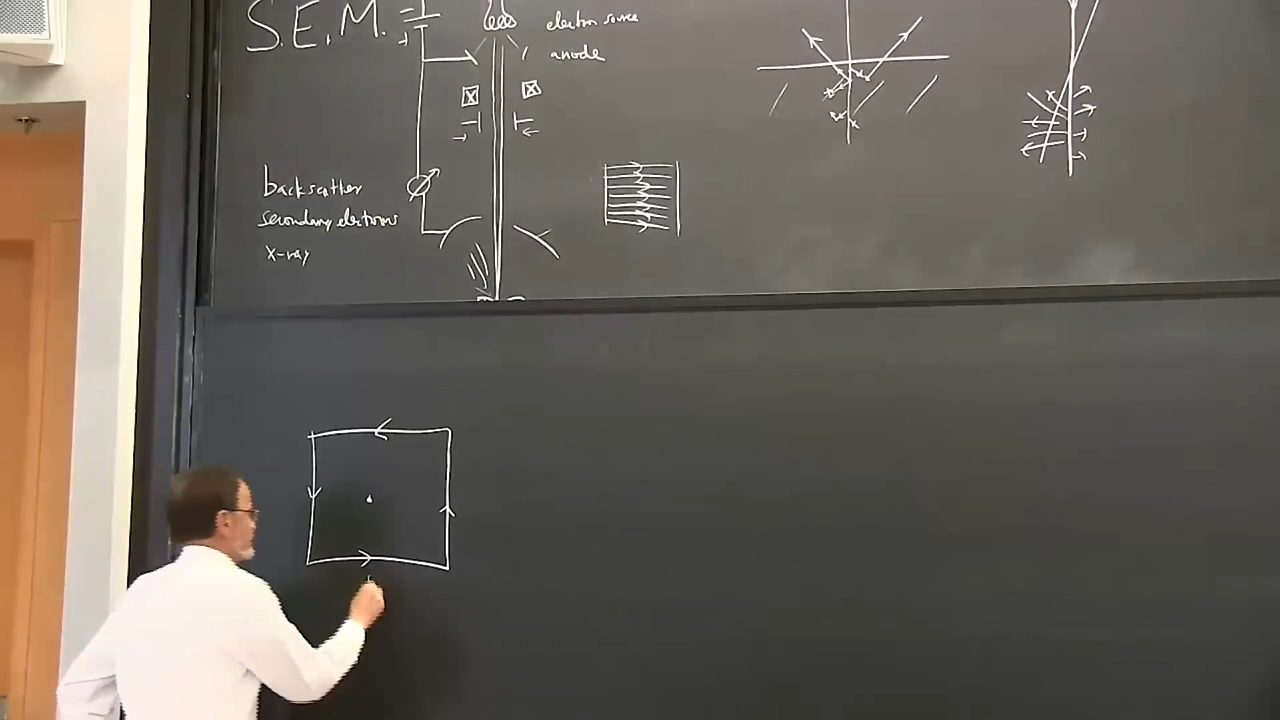 S.E.M.
electron source
anode
backscatter
secondary electrons
x-ray